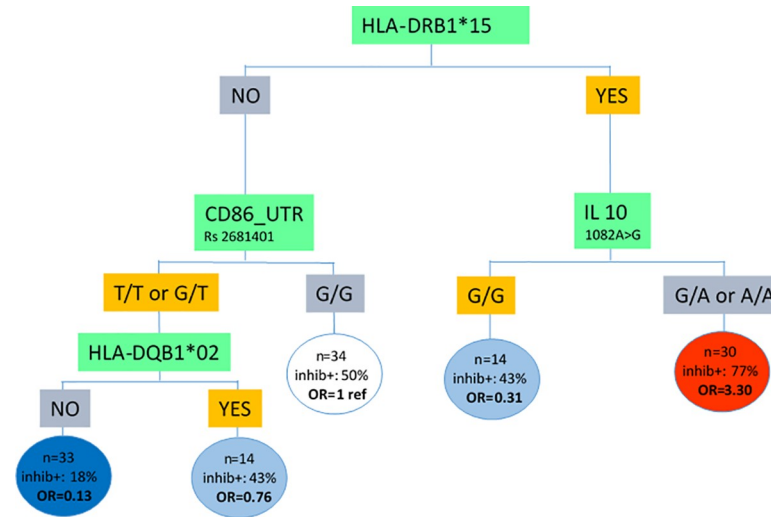 HLA-DRB1*15
NO
YES
CD86_UTR
Rs 2681401
IL 10
1082A>G
T/T or G/T
G/G
G/G
G/A or A/A
HLA-DQB1*02
n=34
inhib+: 50%
OR=1 ref
n=14
inhib+: 43%
OR=0.31
n=30
inhib+: 77%
OR=3.30
NO
YES
n=33
inhib+: 18%
OR=0.13
n=14
inhib+: 43%
OR=0.76